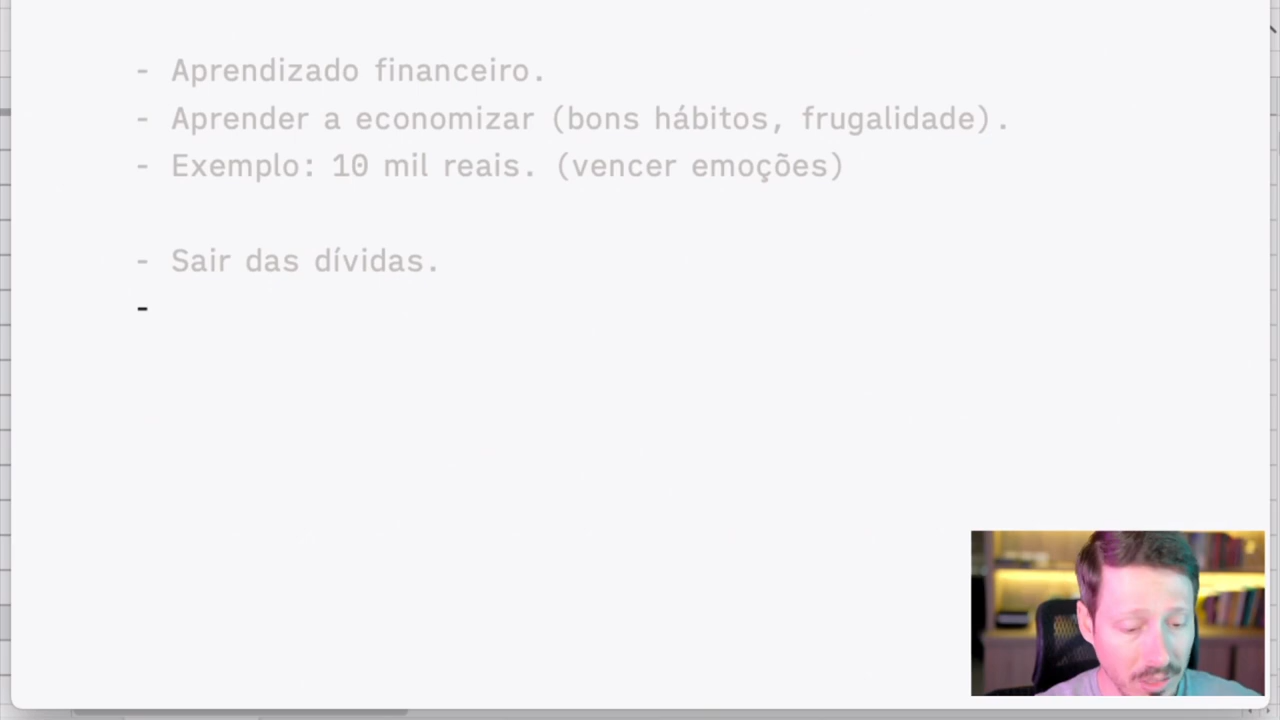 - Aprendizado financeiro.
- Aprender a economizar (bons hábitos, frugalidade).
- Exemplo: 10 mil reais. (vencer emoções)
- Sair das dívidas.
-